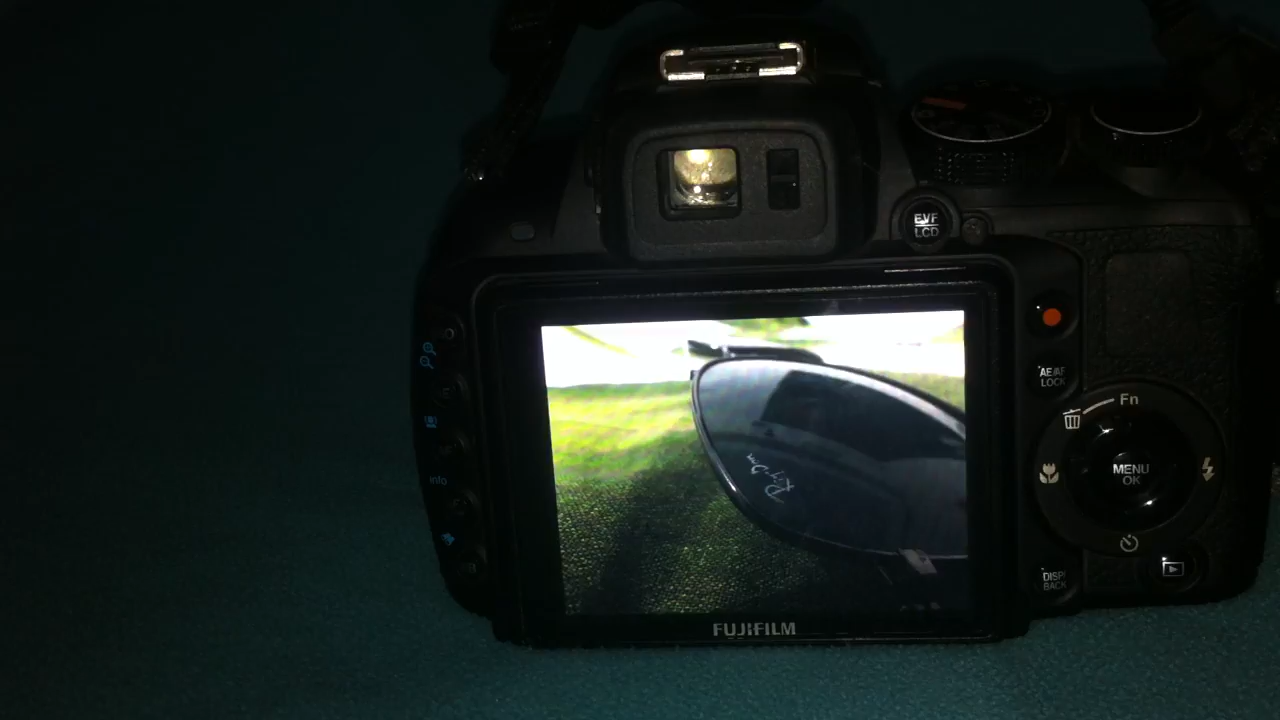 EVF
LCD
AE/AF
LOCK
Fn
MENU
OK
info
DISP
BACK
FUJIFILM